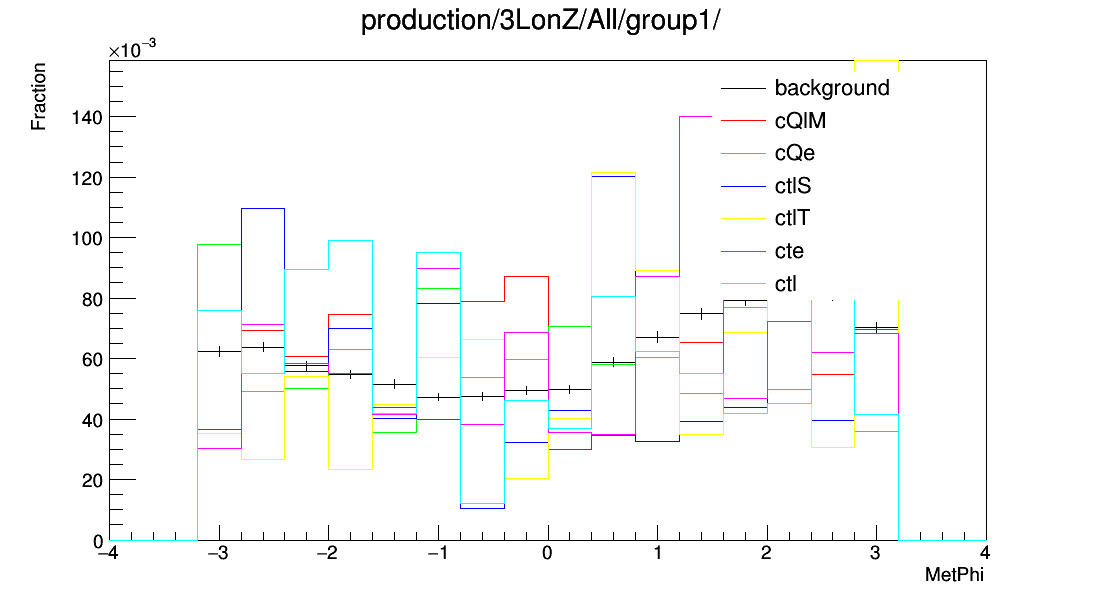 production/3LonZ/All/group1/
×10⁻³
Fraction
140
120
100
80
60
40
20
0
background
cQlM
cQe
ctlS
ctlT
cte
ctl
−4
−3
−2
−1
0
1
2
3
4
MetPhi